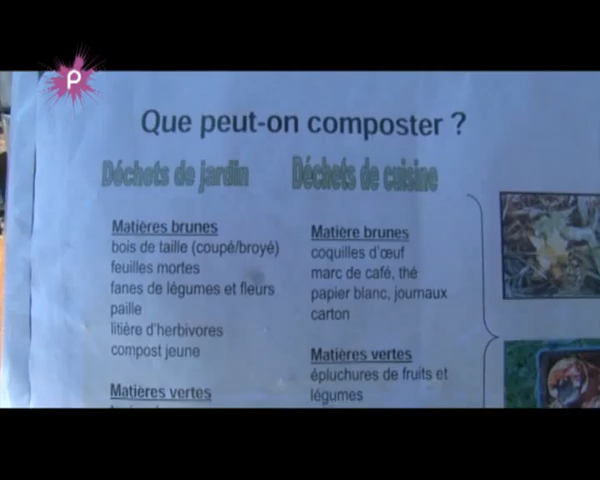 P
Que peut-on composter ?
Déchets de jardin
Matières brunes
bois de taille (coupé/broyé)
feuilles mortes
fanes de légumes et fleurs
paille
litière d'herbivores
compost jeune
Matières vertes
Déchets de cuisine
Matière brunes
coquilles d'œuf
marc de café, thé
papier blanc, journaux
carton
Matières vertes
épluchures de fruits et
légumes